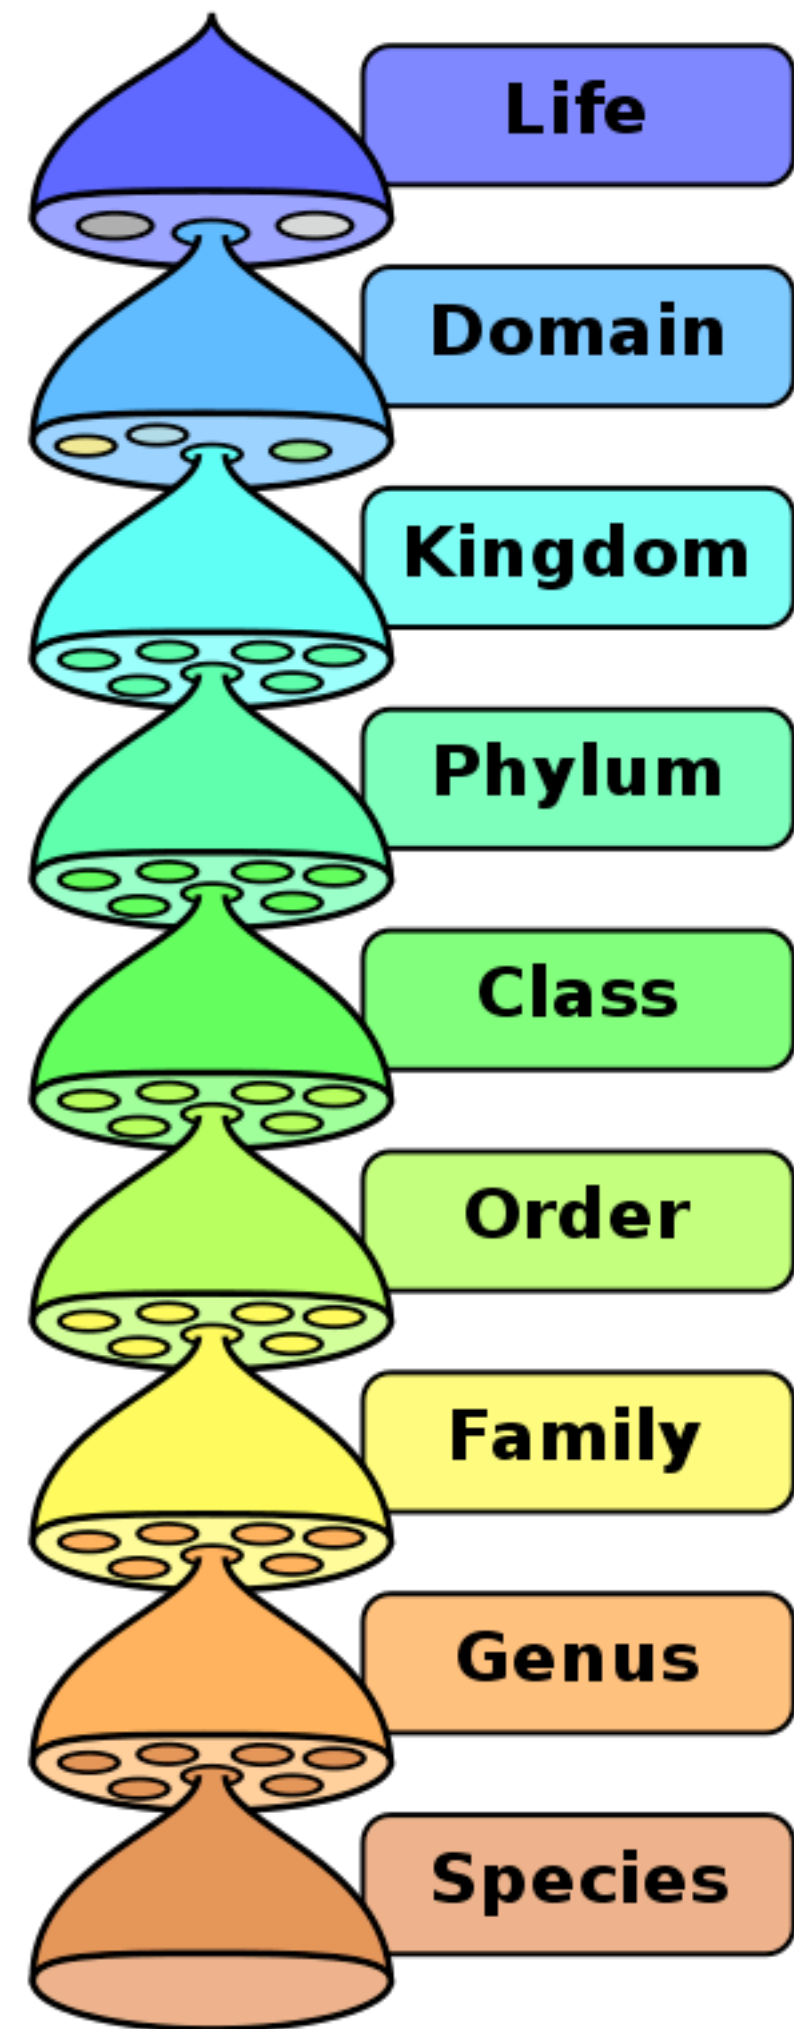 Life
Domain
Kingdom
Phylum
Class
Order
Family
Genus
Species